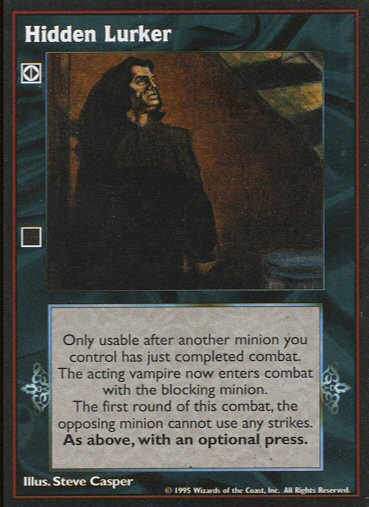 Hidden Lurker
Only usable after another minion you
control has just completed combat.
The acting vampire now enters combat
with the blocking minion.
The first round of this combat, the
opposing minion cannot use any strikes.
As above, with an optional press.
Illus. Steve Casper
© 1995 Wizards of the Coast, Inc. All Rights Reserved.